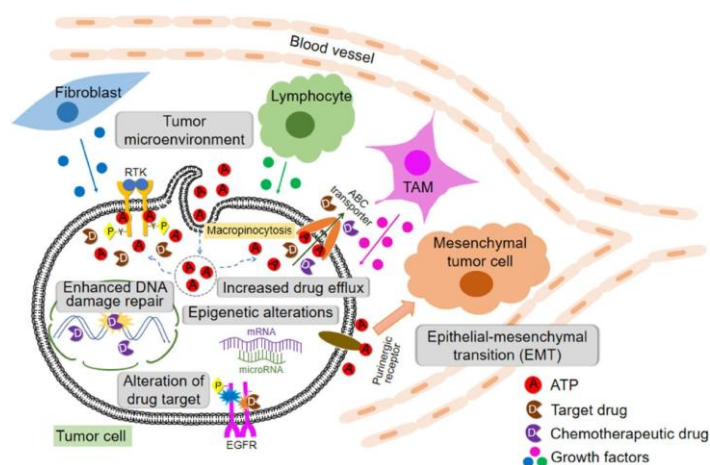 Blood vessel
Fibroblast
Lymphocyte
Tumor
microenvironment
TAM
RTK
A A A
A A
D
ABC
transporter
D
A A
P Y Y P
D D D
A A A
Macropinocytosis
A A
D D
D
Mesenchymal
tumor cell
A A
A A
Increased drug efflux
Enhanced DNA
damage repair
D
D D
Epigenetic alterations
mRNA
microRNA
A
A
A
Purinergic
receptor
Epithelial-mesenchymal
transition (EMT)
Alteration of
drug target
P
D
EGFR
Tumor cell
A ATP
D Target drug
D Chemotherapeutic drug
Growth factors